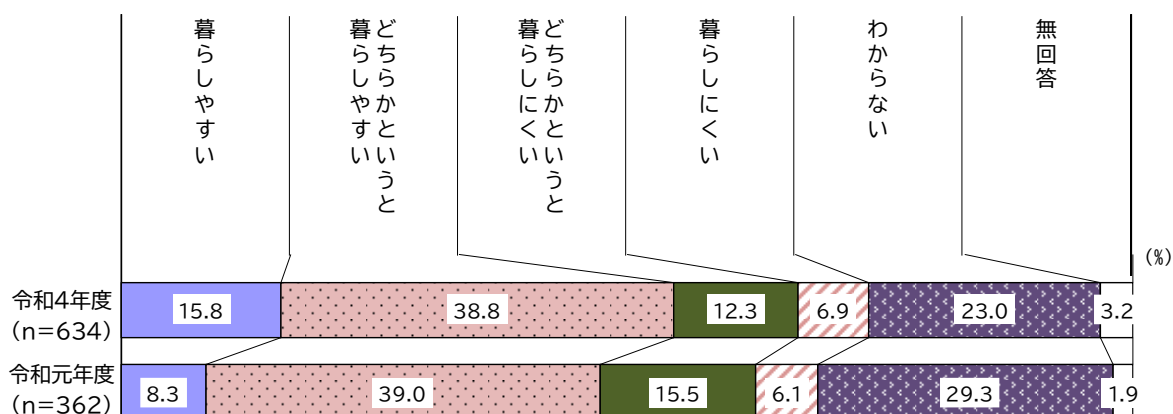 暮らしやすい
どちらかというと
暮らしやすい
どちらかというと
暮らしにくい
暮らしにくい
わからない
無回答
(%)
令和4年度
(n=634)
15.8
38.8
12.3
6.9
23.0
3.2
令和元年度
(n=362)
8.3
39.0
15.5
6.1
29.3
1.9